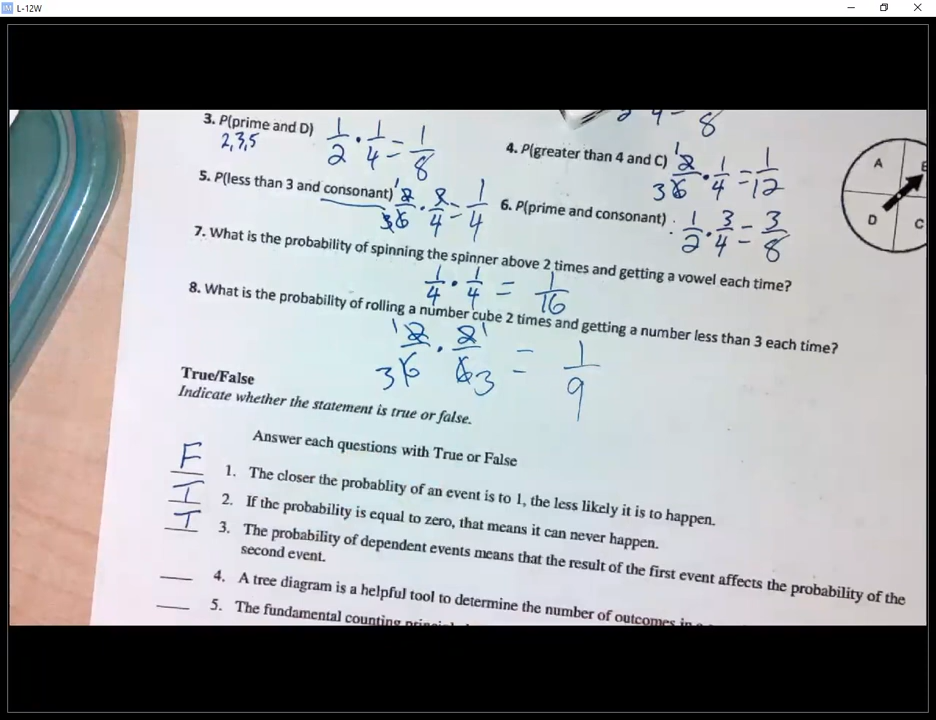 L-12W
3. P(prime and D) 1/2 · 1/4 = 1/8
2,3,5
4. P(greater than 4 and C) 1 2/6 3 · 1/4 = 1/12
5. P(less than 3 and consonant) 1 2/6 3 · 3/4 = 1/4
6. P(prime and consonant) 1/2 · 3/4 = 3/8
A
D
C
7. What is the probability of spinning the spinner above 2 times and getting a vowel each time?
1/4 · 1/4 = 1/16
8. What is the probability of rolling a number cube 2 times and getting a number less than 3 each time?
1 2/6 3 · 2 1/6 3 = 1/9
True/False
Indicate whether the statement is true or false.
Answer each questions with True or False
F 1. The closer the probablity of an event is to 1, the less likely it is to happen.
T 2. If the probability is equal to zero, that means it can never happen.
T 3. The probability of dependent events means that the result of the first event affects the probability of the
second event.
4. A tree diagram is a helpful tool to determine the number of outcomes in
5. The fundamental counting